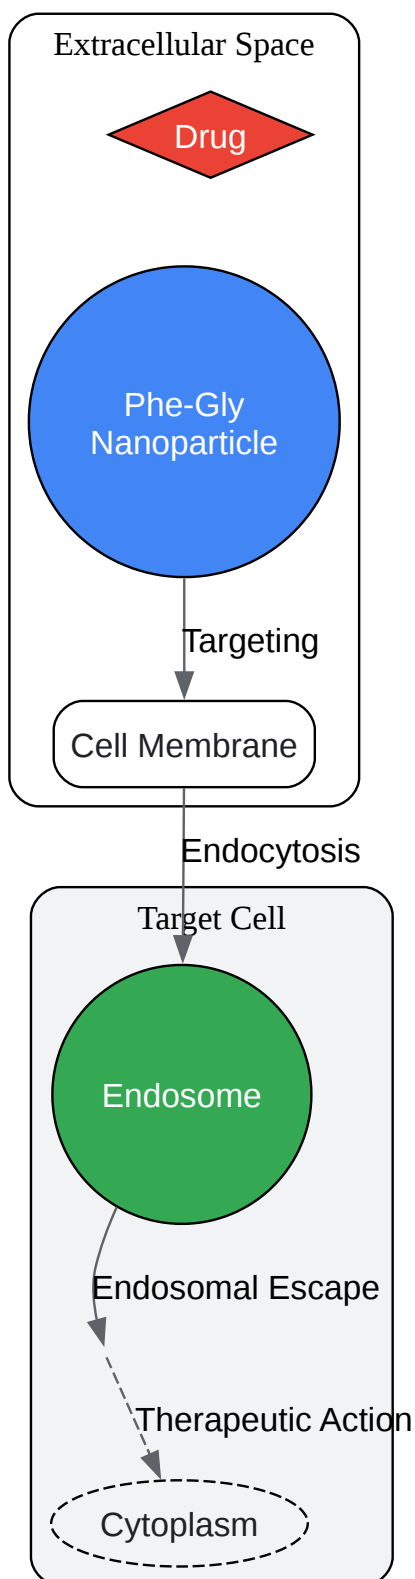 Extracellular Space
Drug
Phe-Gly
Nanoparticle
Targeting
Cell Membrane
Endocytosis
Target Cell
Endosome
Endosomal Escape
Therapeutic Action
Cytoplasm